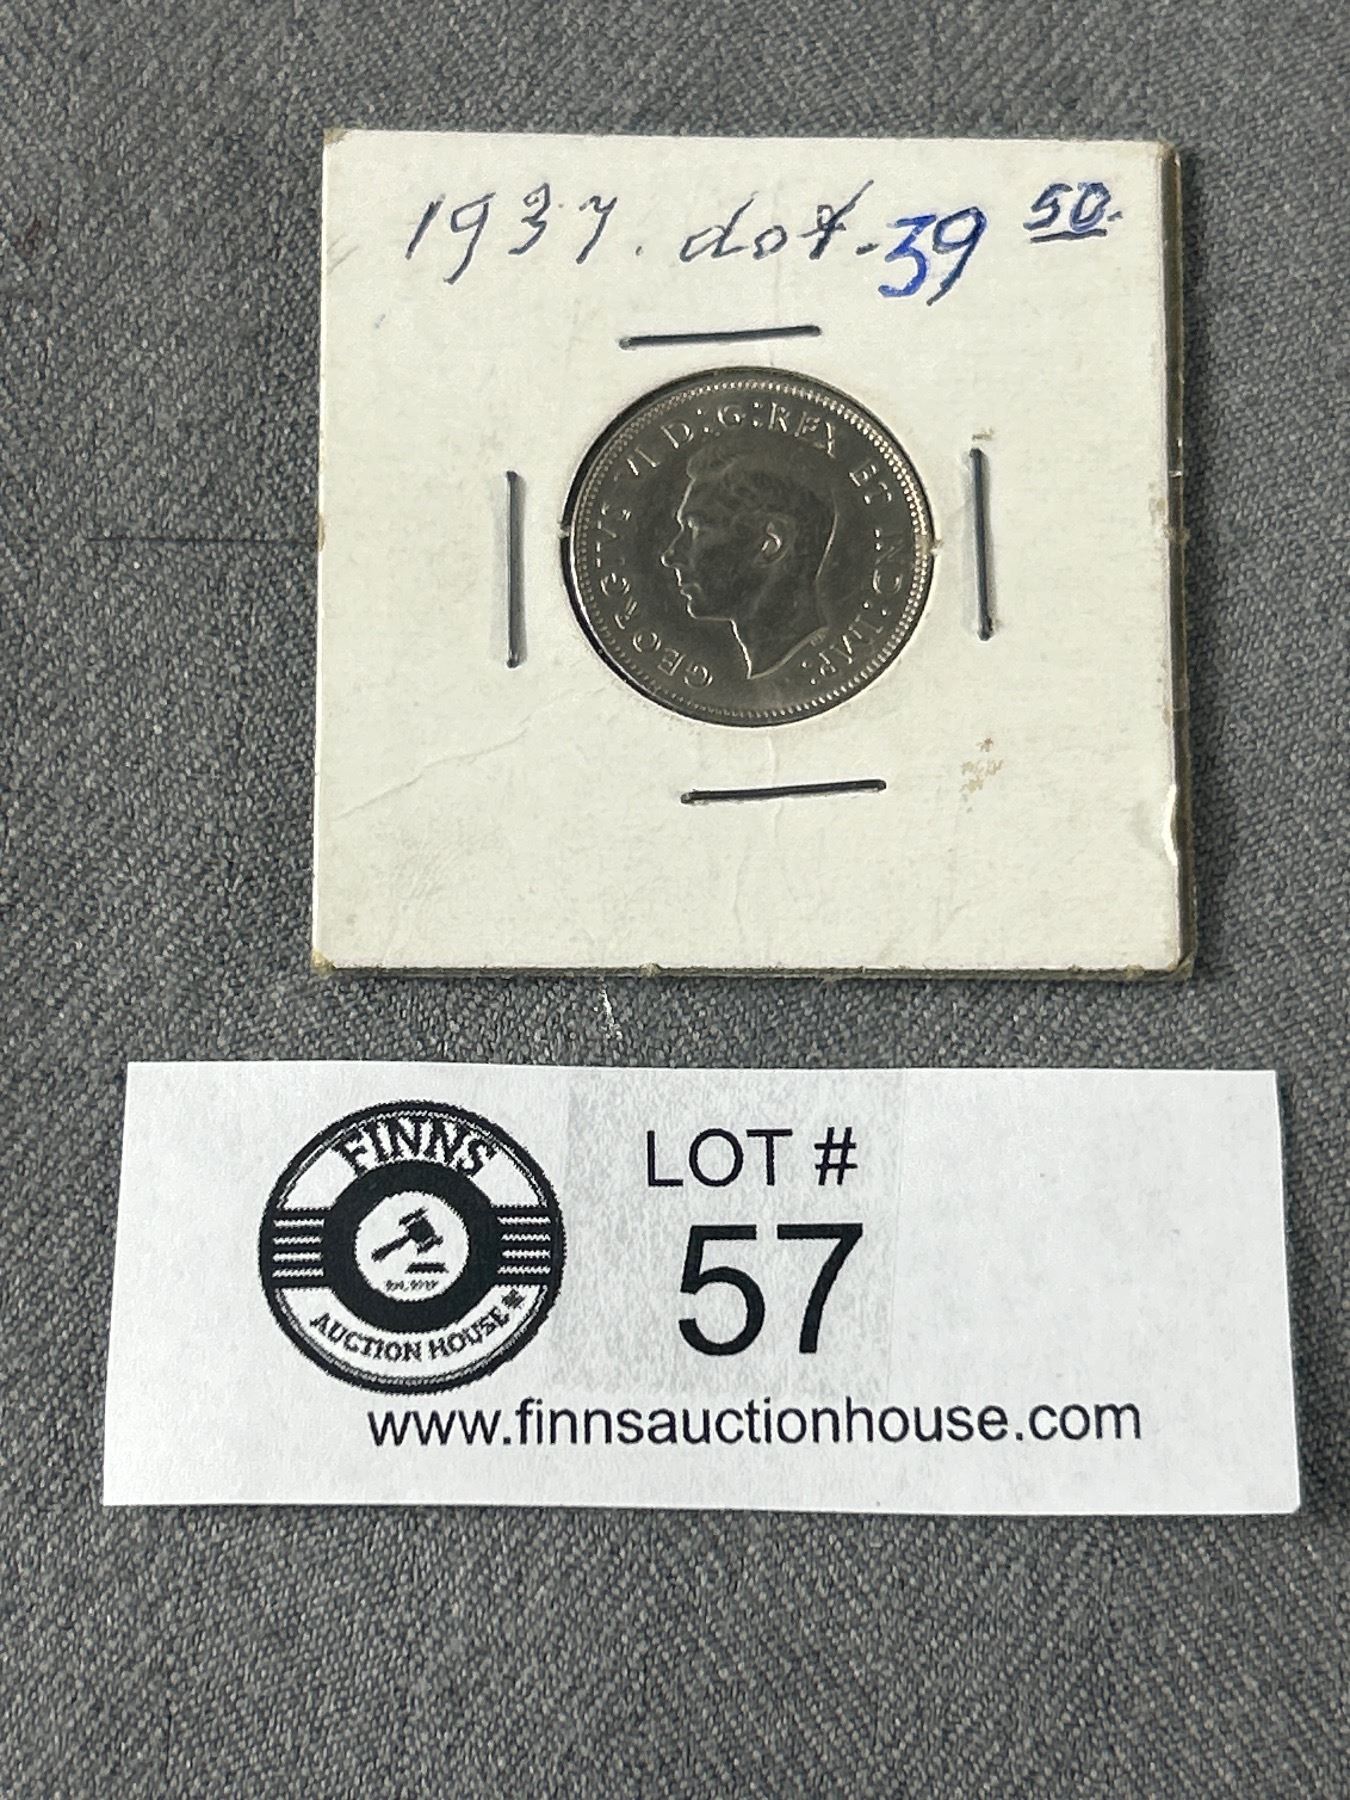 1937. dot-39 50.
GEORGIVS VI D:G:REX ET IND:IMP:
FINNS
AUCTION HOUSE
LOT #
57
www.finnsauctionhouse.com